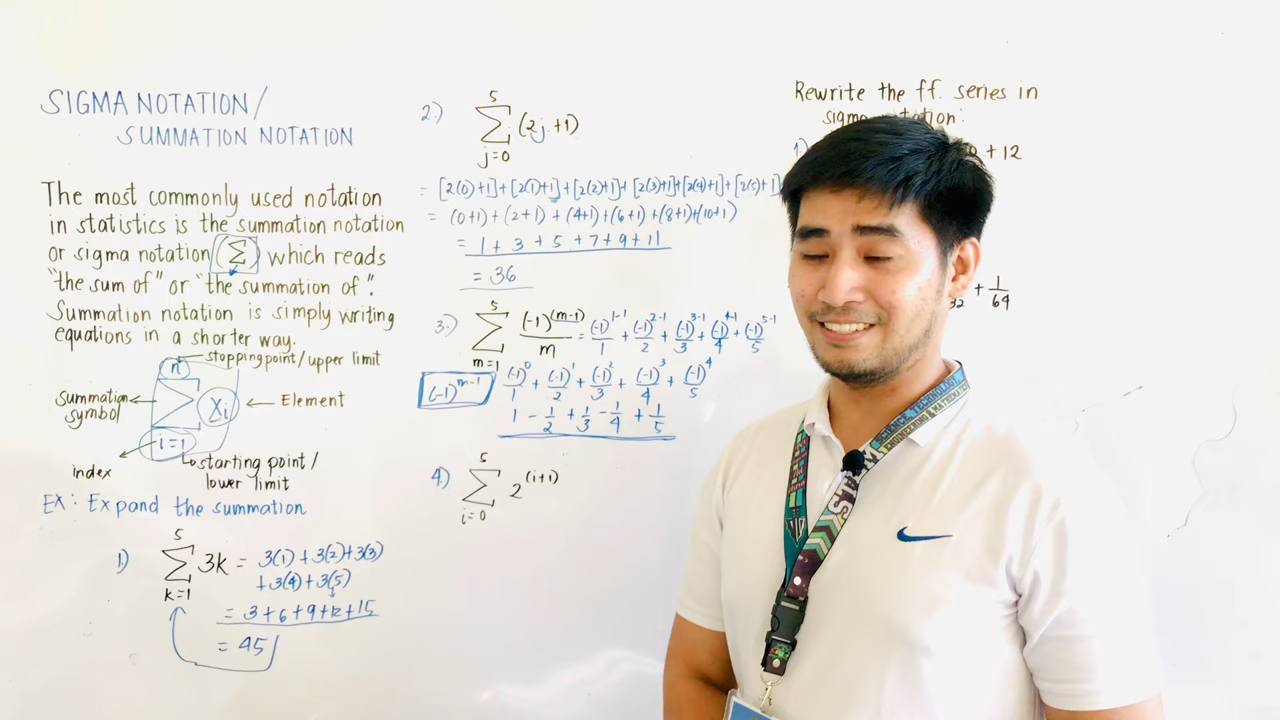 SIGMA NOTATION/
SUMMATION NOTATION
The most commonly used notation
in statistics is the summation notation
or sigma notation (Σ) which reads
"the sum of" or "the summation of".
Summation notation is simply writing
equations in a shorter way.
n
stopping point/upper limit
Summation
symbol
Σ
Xi
Element
i=1
index
starting point/
lower limit
EX: Expand the summation
1.)
5
Σ 3k = 3(1) + 3(2)+3(3)
k=1
+3(4)+3(5)
= 3+6+9+12+15
= 45
2.)
5
Σ (2j+1)
j=0
= [2(0)+1]+[2(1)+1]+[2(2)+1]+[2(3)+1]+[2(4)+1]+[2(5)+1]
= (0+1)+(2+1)+(4+1)+(6+1)+(8+1)+(10+1)
= 1+3+5+7+9+11
= 36
3.)
5
Σ (-1)^(m-1)/m = (-1)^1-1/1 + (-1)^2-1/2 + (-1)^3-1/3 + (-1)^4-1/4 + (-1)^5-1/5
m=1
(-1)^m-1
(-1)^0/1 + (-1)^1/2 + (-1)^2/3 + (-1)^3/4 + (-1)^4/5
1 - 1/2 + 1/3 - 1/4 + 1/5
4.)
5
Σ 2^(i+1)
i=0
Rewrite the ff. series in
sigma notation:
1.)
+ 12
32 + 1/64
SCIENCE TECHNOLOGY
ENGINEERING & MATHEMATICS
STEM